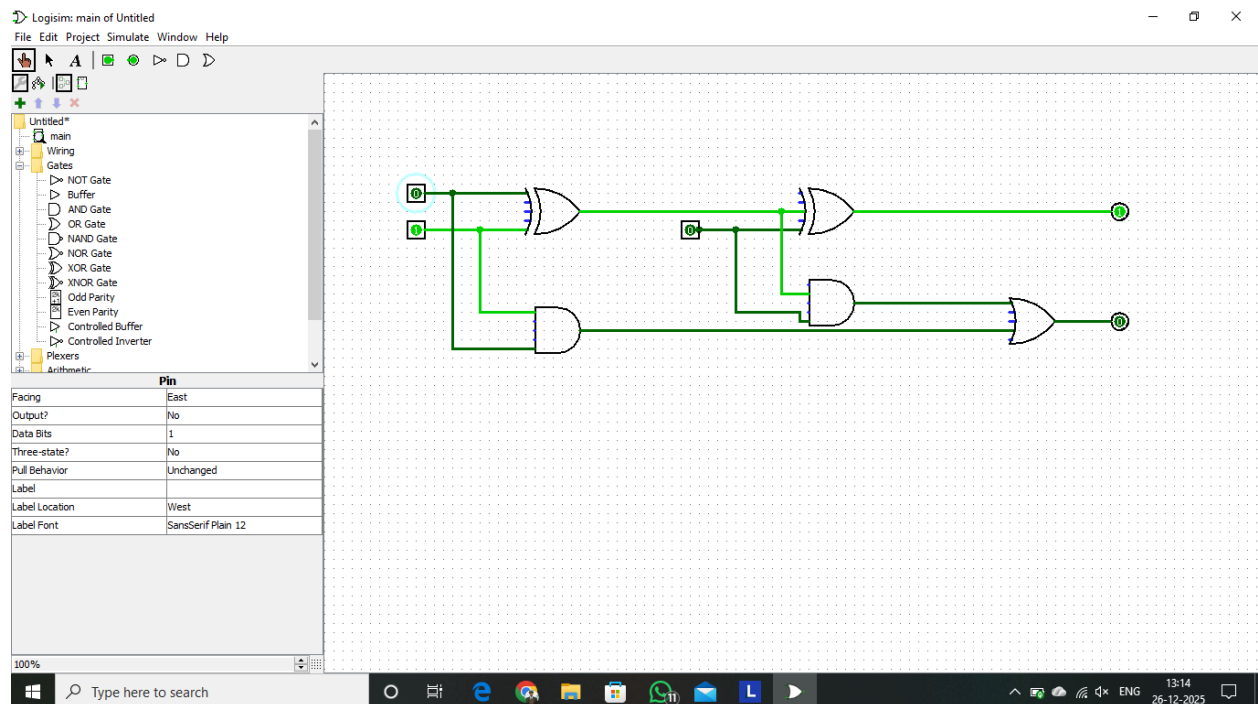 Logisim: main of Untitled
File Edit Project Simulate Window Help
A
Untitled*
main
Wiring
Gates
NOT Gate
Buffer
AND Gate
OR Gate
NAND Gate
NOR Gate
XOR Gate
XNOR Gate
Odd Parity
Even Parity
Controlled Buffer
Controlled Inverter
Plexers
Arithmetic
Pin
Facing East
Output? No
Data Bits 1
Three-state? No
Pull Behavior Unchanged
Label
Label Location West
Label Font SansSerif Plain 12
100%
0
1
0
1
0
Type here to search
11
L
ENG
13:14
26-12-2025